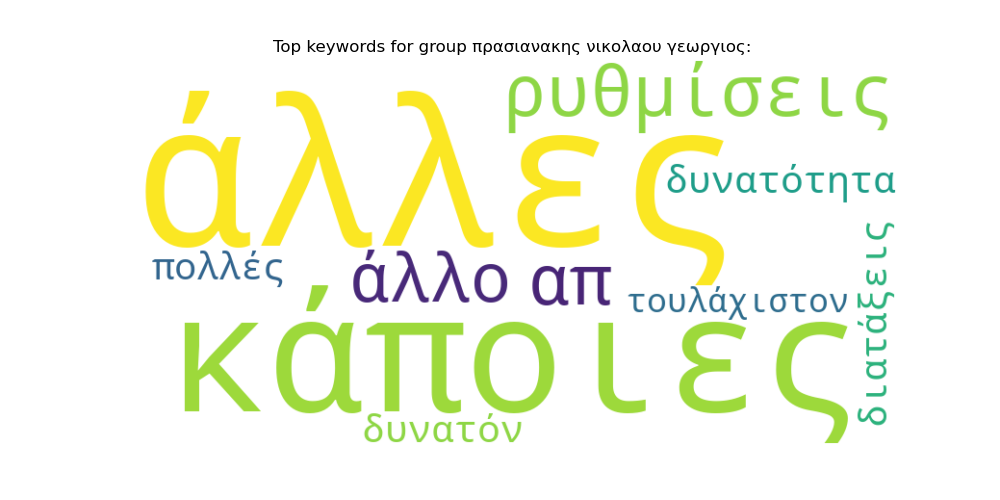 Top keywords for group πρασιανακης νικολαου γεωργιος:
ρυθμίσεις
άλλες
δυνατότητα
πολλές
άλλο
απ
τουλάχιστον
διατάξεις
κάποιες
δυνατόν